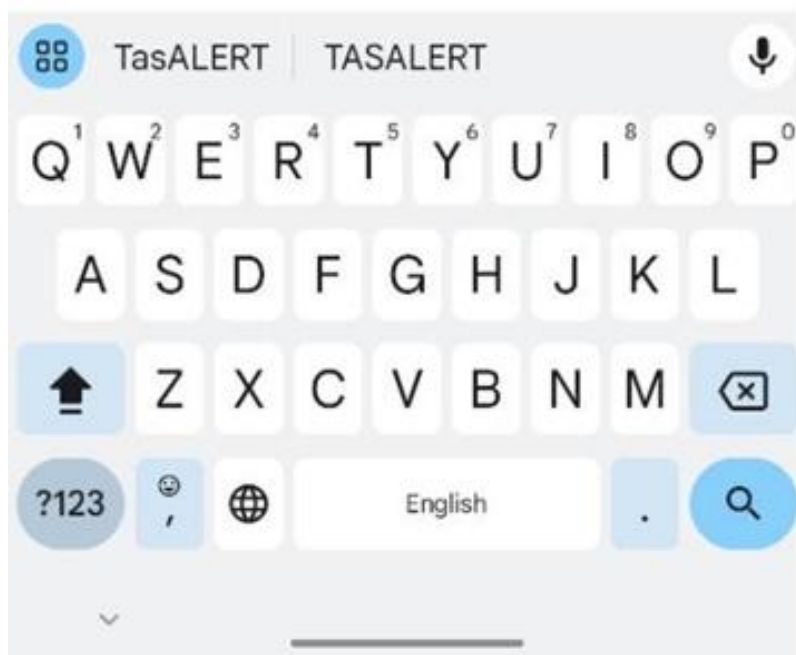 TasALERT TASALERT
Q1 W2 E3 R4 T5 Y6 U7 I8 O9 P0
A S D F G H J K L
Z X C V B N M
?123 , English .